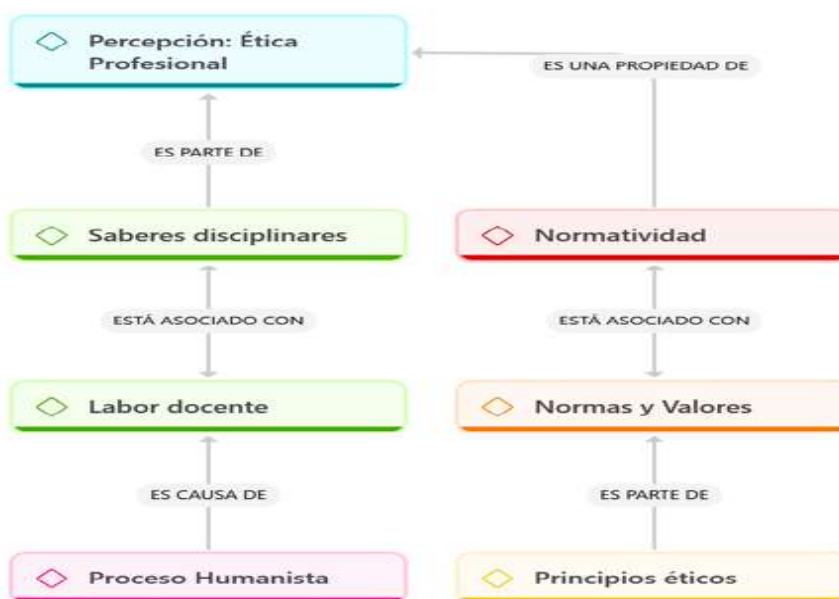 Percepción: Ética
Profesional
ES UNA PROPIEDAD DE
ES PARTE DE
Saberes disciplinares
Normatividad
ESTÁ ASOCIADO CON
ESTÁ ASOCIADO CON
Labor docente
Normas y Valores
ES CAUSA DE
ES PARTE DE
Proceso Humanista
Principios éticos